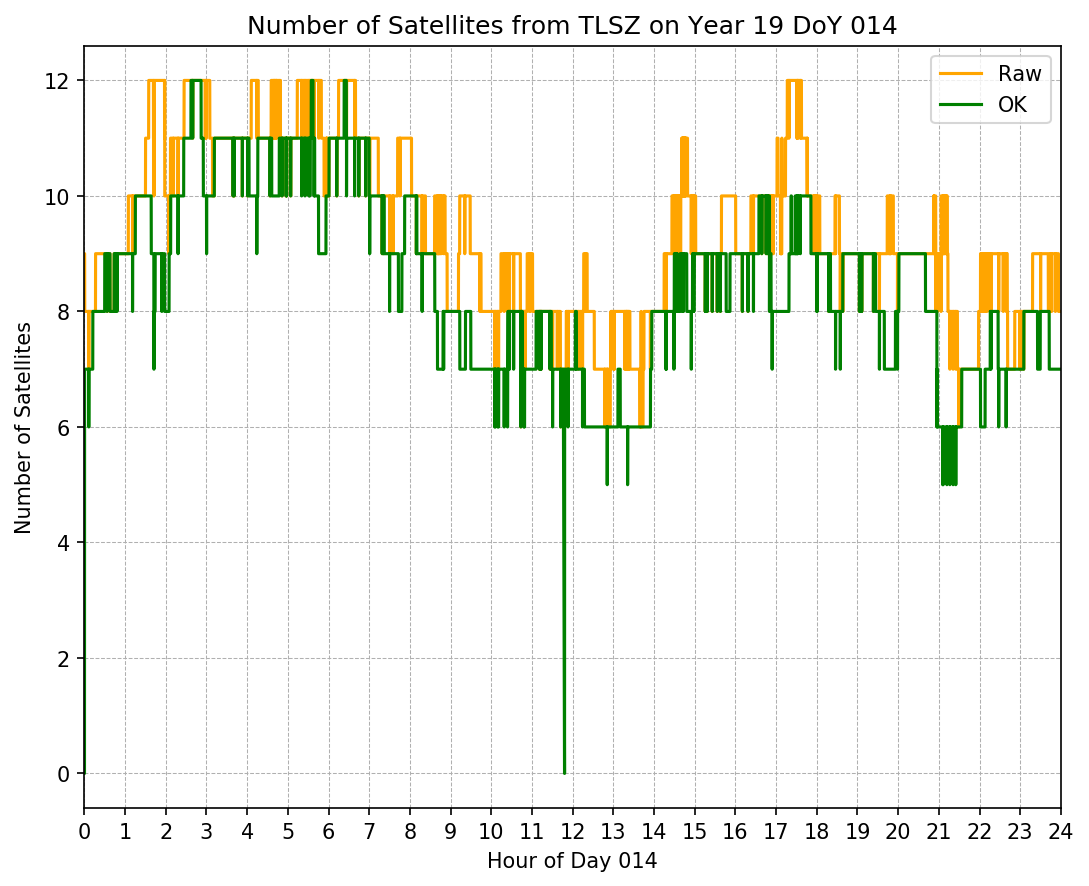 Number of Satellites from TLSZ on Year 19 DoY 014
Raw
OK
Number of Satellites
12
10
8
6
4
2
0
0 1 2 3 4 5 6 7 8 9 10 11 12 13 14 15 16 17 18 19 20 21 22 23 24
Hour of Day 014